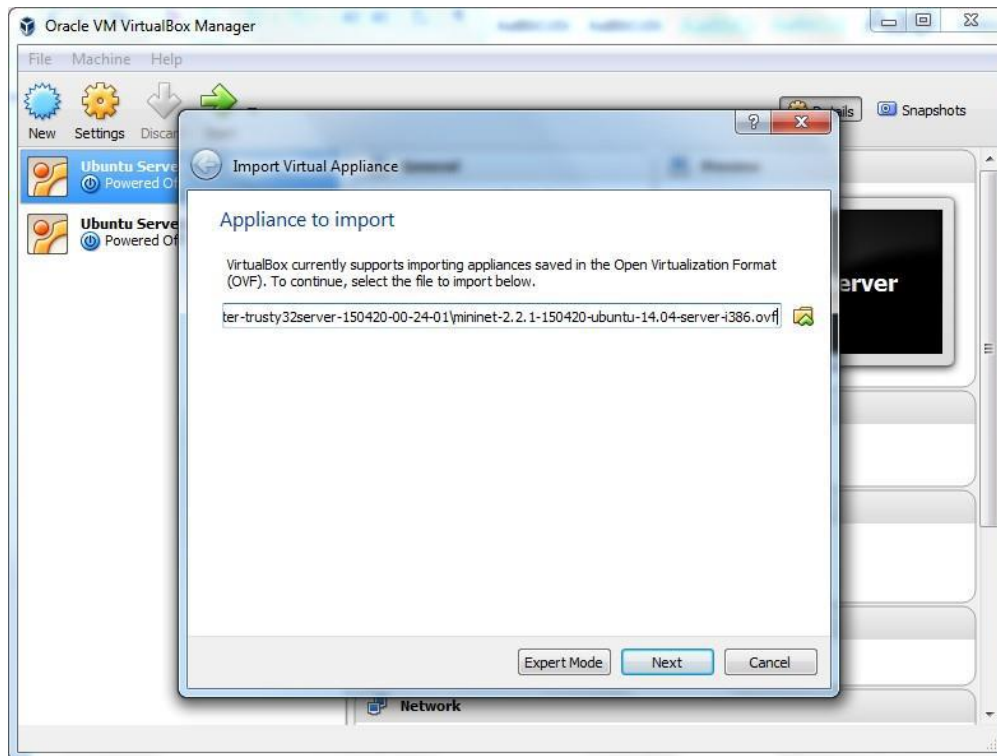 Oracle VM VirtualBox Manager
File Machine Help
New Settings Snapshots
Ubuntu Serve
Powered Of
Ubuntu Serve
Powered Of
Import Virtual Appliance
Appliance to import
VirtualBox currently supports importing appliances saved in the Open Virtualization Format
(OVF). To continue, select the file to import below.
ter-trusty32server-150420-00-24-01\mininet-2.2.1-150420-ubuntu-14.04-server-i386.ovf
erver
Expert Mode Next Cancel
Network